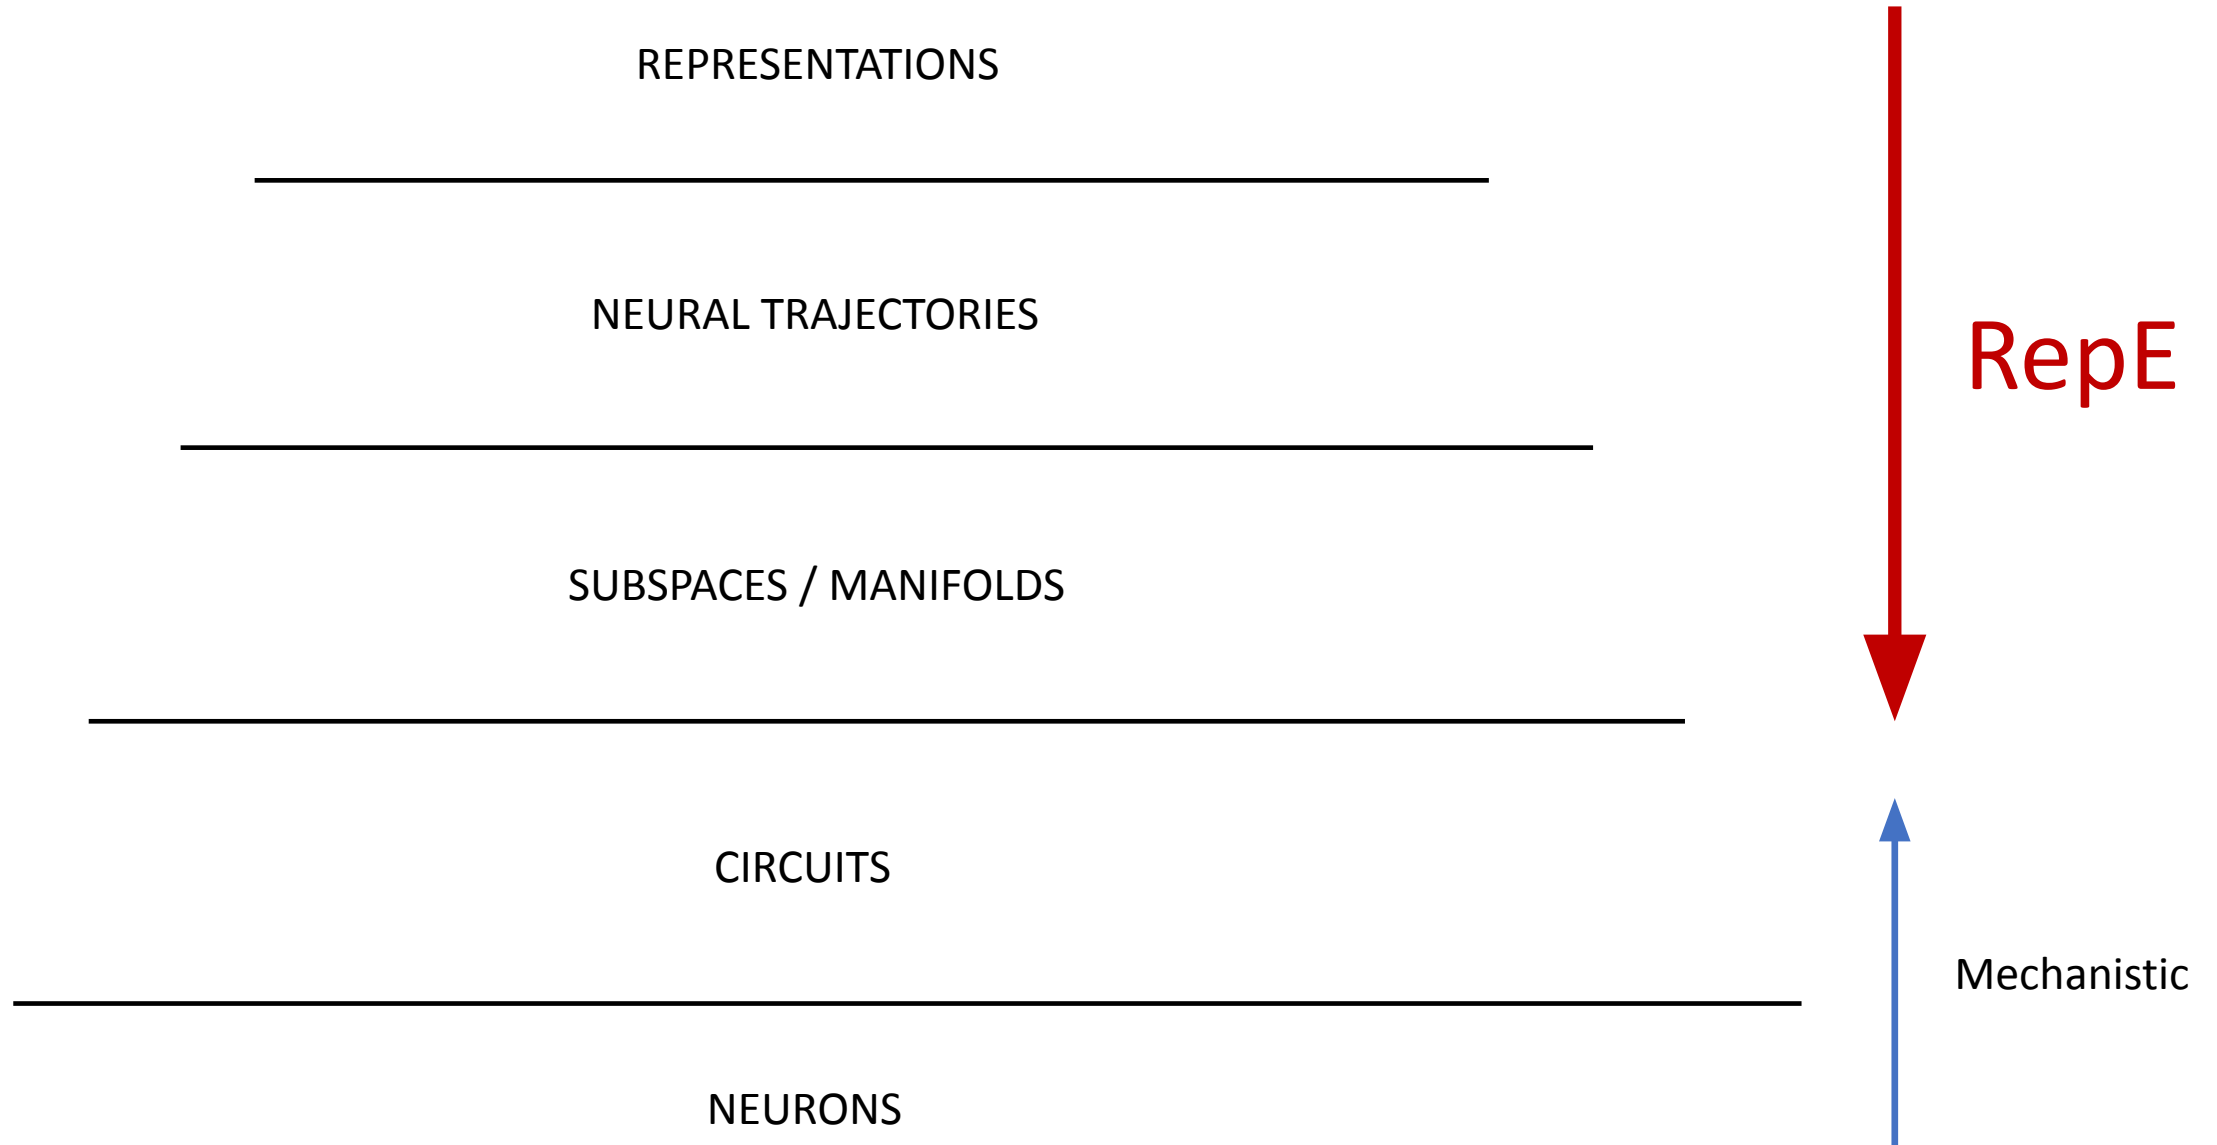 REPRESENTATIONS
NEURAL TRAJECTORIES
RepE
SUBSPACES / MANIFOLDS
CIRCUITS
Mechanistic
NEURONS